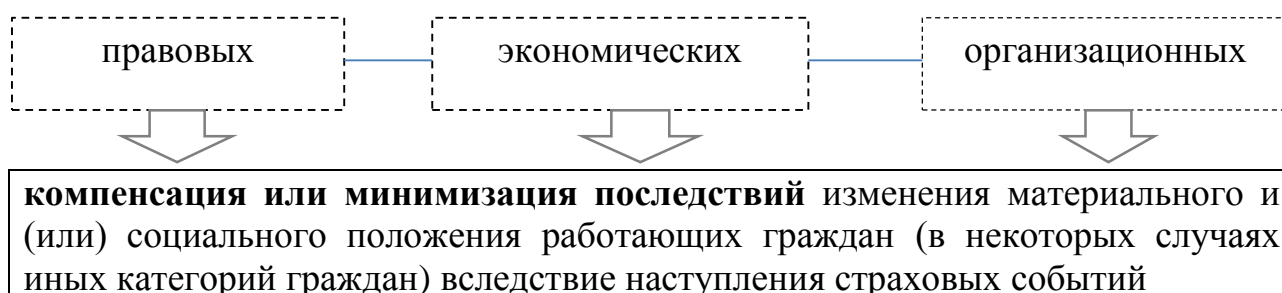 правовых
экономических
организационных
компенсация или минимизация последствий изменения материального и
(или) социального положения работающих граждан (в некоторых случаях
иных категорий граждан) вследствие наступления страховых событий